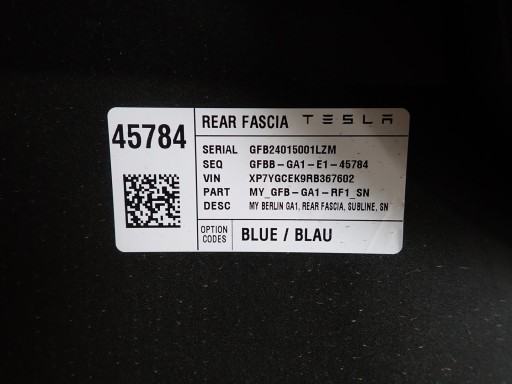 45784
REAR FASCIA TESLA
SERIAL GFB24015001LZM
SEQ GFBB-GA1-E1-45784
VIN XP7YGCEK9RB367602
PART MY_GFB-GA1-RF1_SN
DESC MY BERLIN GA1, REAR FASCIA, SUBLINE, SN
OPTION CODES BLUE / BLAU